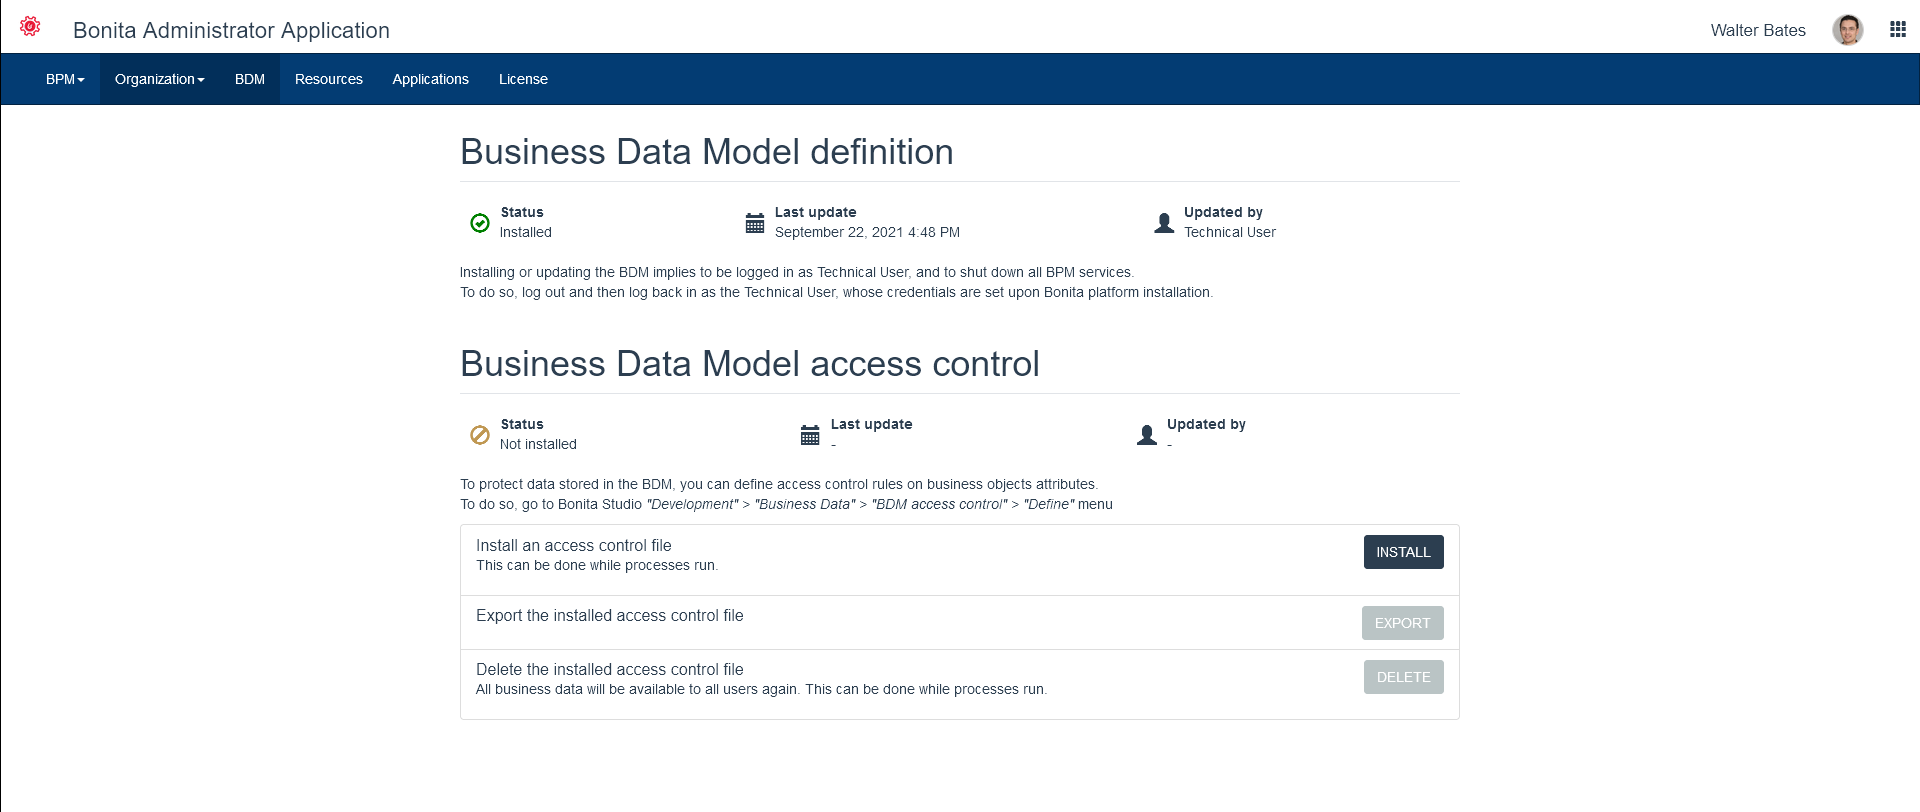 Bonita Administrator Application
Walter Bates
BPM Organization BDM Resources Applications License
Business Data Model definition
Status
Installed
Last update
September 22, 2021 4:48 PM
Updated by
Technical User
Installing or updating the BDM implies to be logged in as Technical User, and to shut down all BPM services.
To do so, log out and then log back in as the Technical User, whose credentials are set upon Bonita platform installation.
Business Data Model access control
Status
Not installed
Last update
-
Updated by
-
To protect data stored in the BDM, you can define access control rules on business objects attributes.
To do so, go to Bonita Studio "Development" > "Business Data" > "BDM access control" > "Define" menu
Install an access control file
This can be done while processes run.
INSTALL
Export the installed access control file
EXPORT
Delete the installed access control file
All business data will be available to all users again. This can be done while processes run.
DELETE